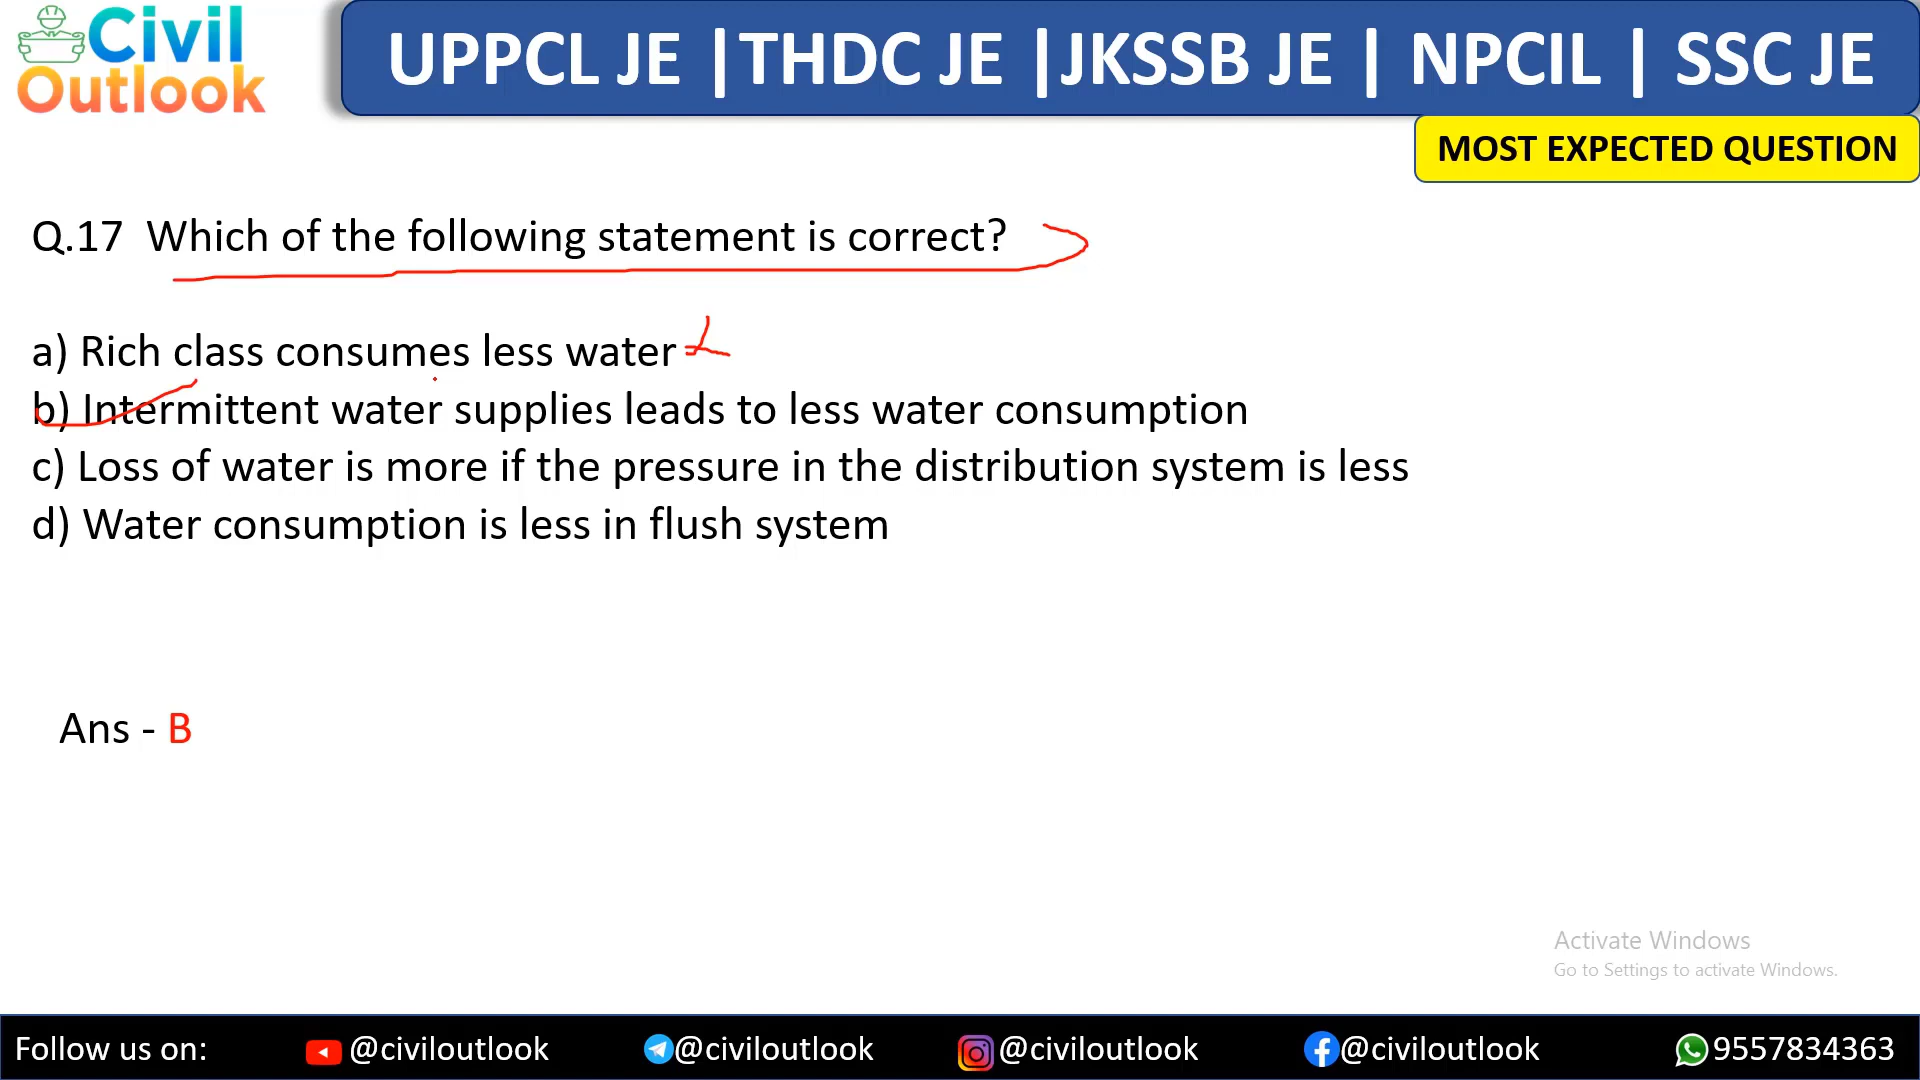 Civil
Outlook
UPPCL JE | THDC JE | JKSSB JE | NPCIL | SSC JE
MOST EXPECTED QUESTION
Q.17 Which of the following statement is correct?
a) Rich class consumes less water
b) Intermittent water supplies leads to less water consumption
c) Loss of water is more if the pressure in the distribution system is less
d) Water consumption is less in flush system
Ans - B
Activate Windows
Go to Settings to activate Windows.
Follow us on: @civiloutlook @civiloutlook @civiloutlook @civiloutlook 9557834363